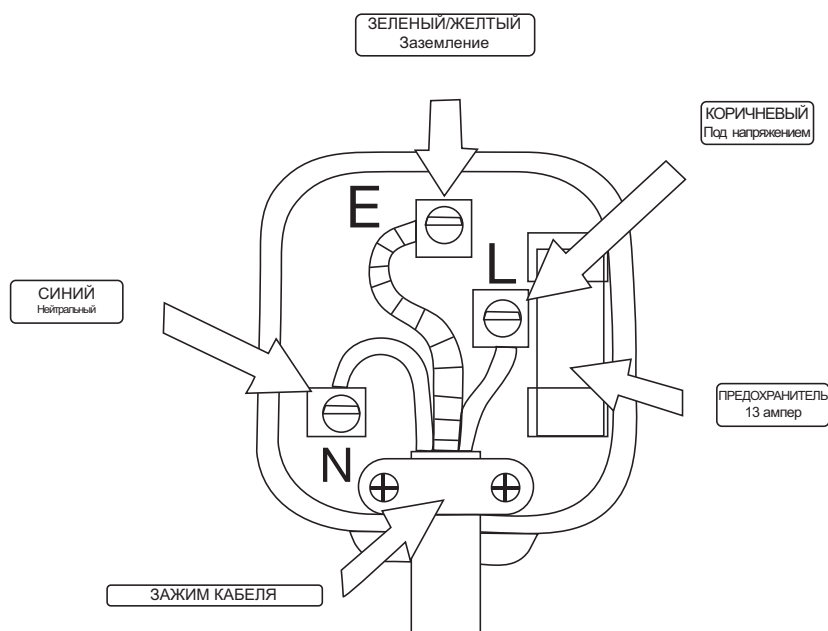 ЗЕЛЕНЫЙ/ЖЕЛТЫЙ
Заземление
КОРИЧНЕВЫЙ
Под напряжением
E
L
СИНИЙ
Нейтральный
ПРЕДОХРАНИТЕЛЬ
13 ампер
N
ЗАЖИМ КАБЕЛЯ